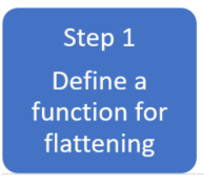 Step 1
Define a
function for
flattening